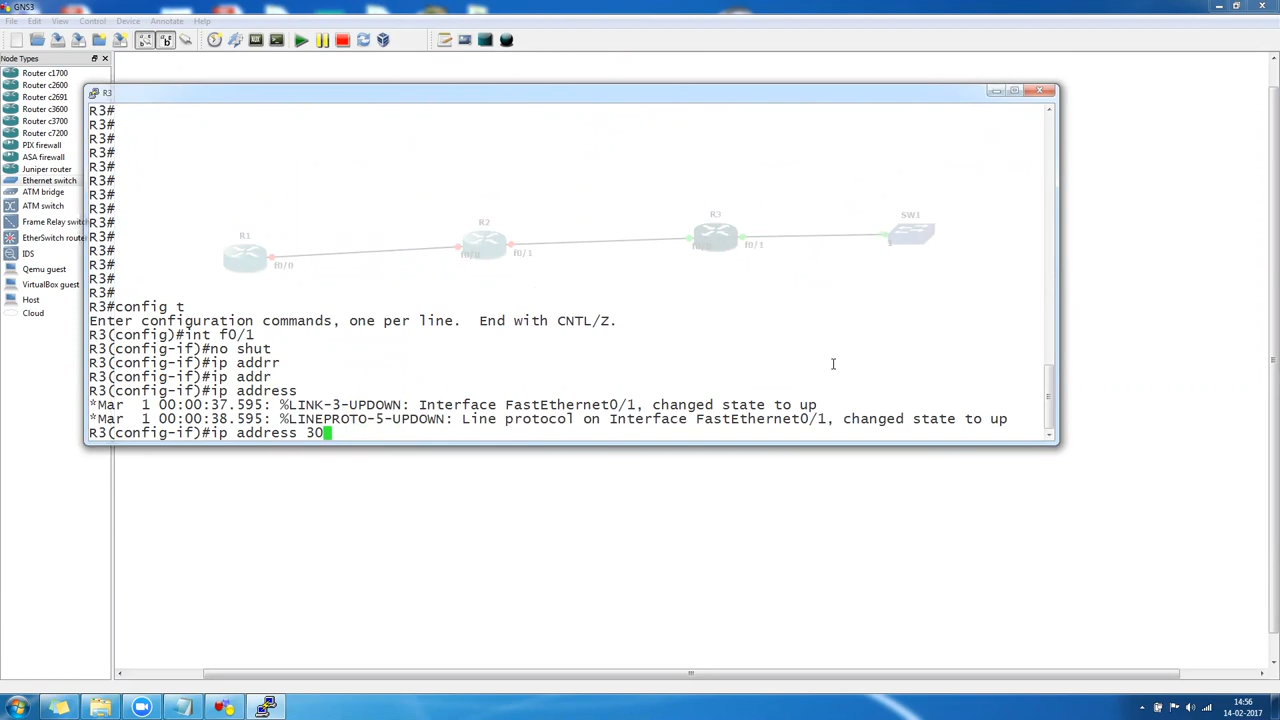 GNS3
File Edit View Control Device Annotate Help
Node Types
Router c1700
Router c2600
Router c2691
Router c3600
Router c3700
Router c7200
PIX firewall
ASA firewall
Juniper router
Ethernet switch
ATM bridge
ATM switch
Frame Relay switch
EtherSwitch router
IDS
Qemu guest
VirtualBox guest
Host
Cloud
R3
R3#
R3#
R3#
R3#
R3#
R3#
R3#
R3#
R3#
R3#
R3#
R3#
R3#
R3#
R3#config t
Enter configuration commands, one per line.  End with CNTL/Z.
R3(config)#int f0/1
R3(config-if)#no shut
R3(config-if)#ip addrr
R3(config-if)#ip addr
R3(config-if)#ip address
*Mar  1 00:00:37.595: %LINK-3-UPDOWN: Interface FastEthernet0/1, changed state to up
*Mar  1 00:00:38.595: %LINEPROTO-5-UPDOWN: Line protocol on Interface FastEthernet0/1, changed state to up
R3(config-if)#ip address 30
R1
f0/0
R2
f0/0
f0/1
R3
f0/1
SW1
14:56
14-02-2017